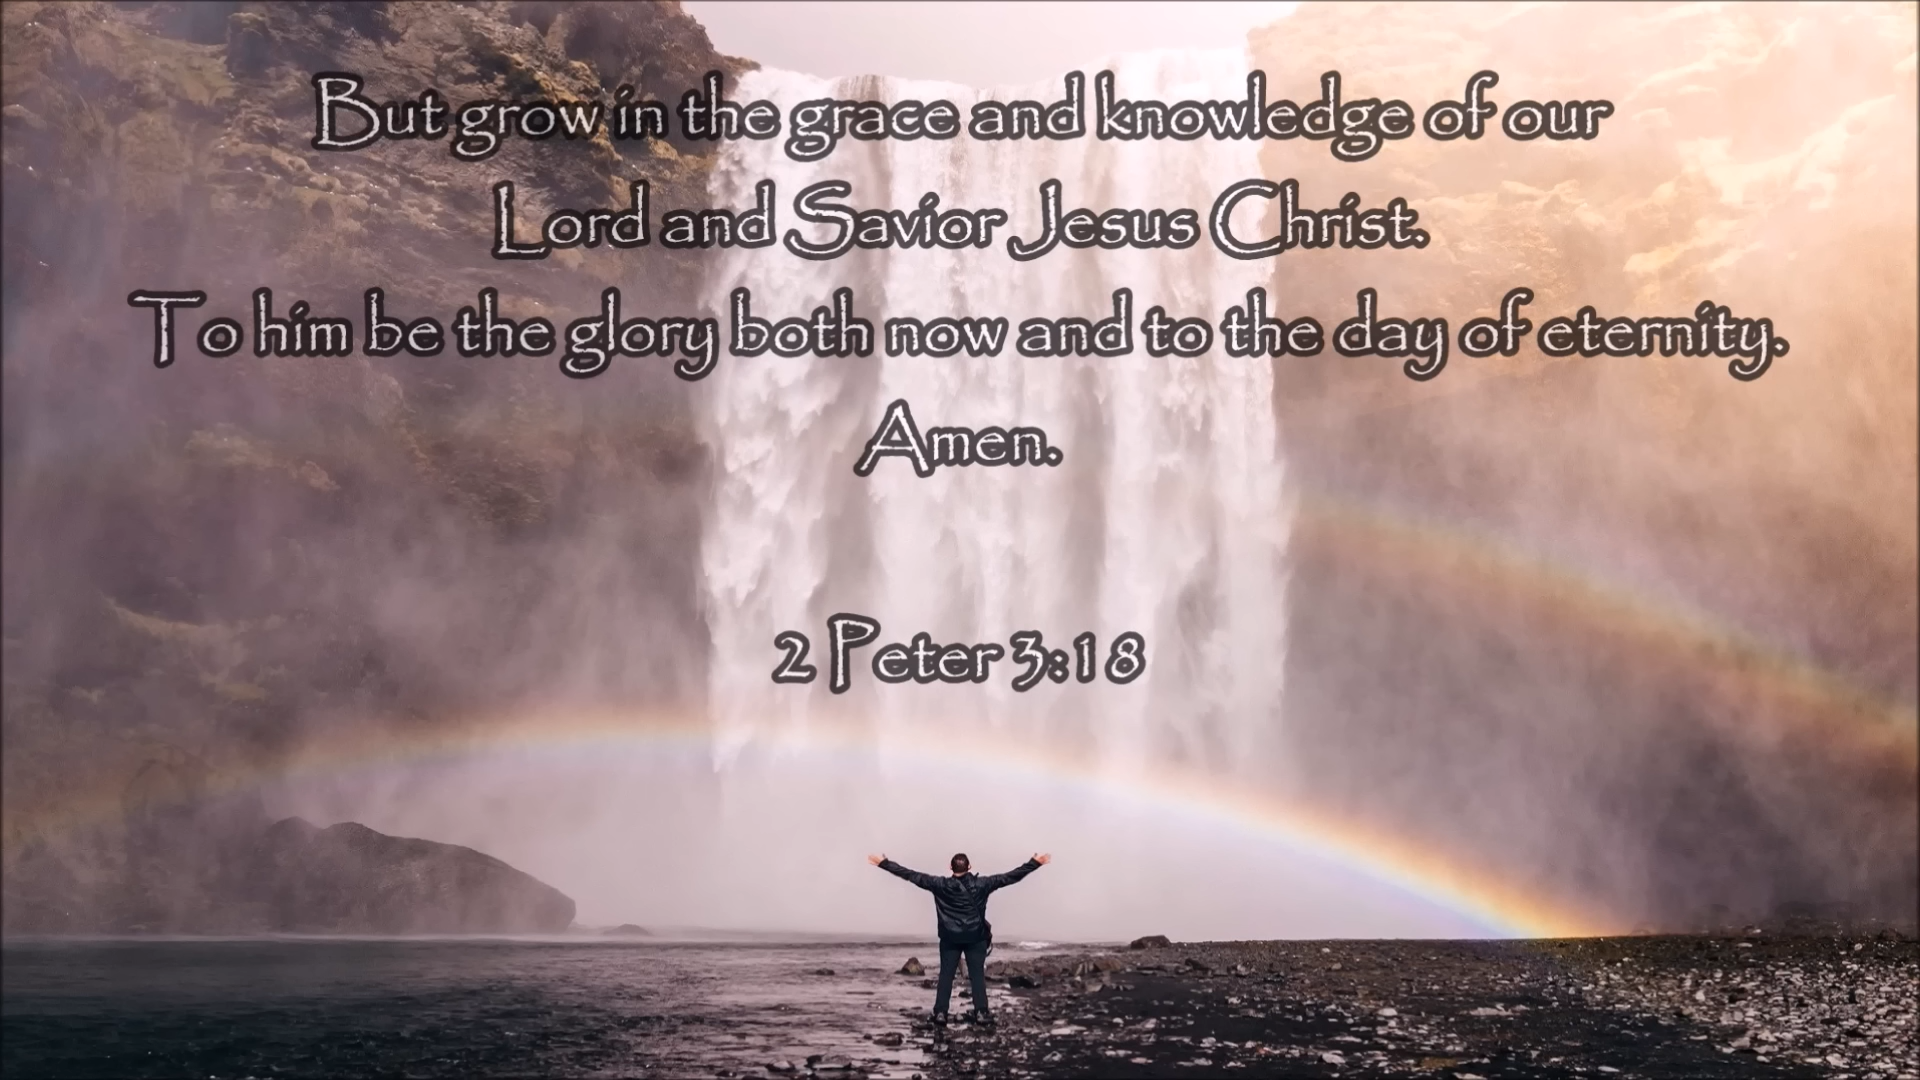 But grow in the grace and knowledge of our
Lord and Savior Jesus Christ.
To him be the glory both now and to the day of eternity.
Amen.
2 Peter 3:18